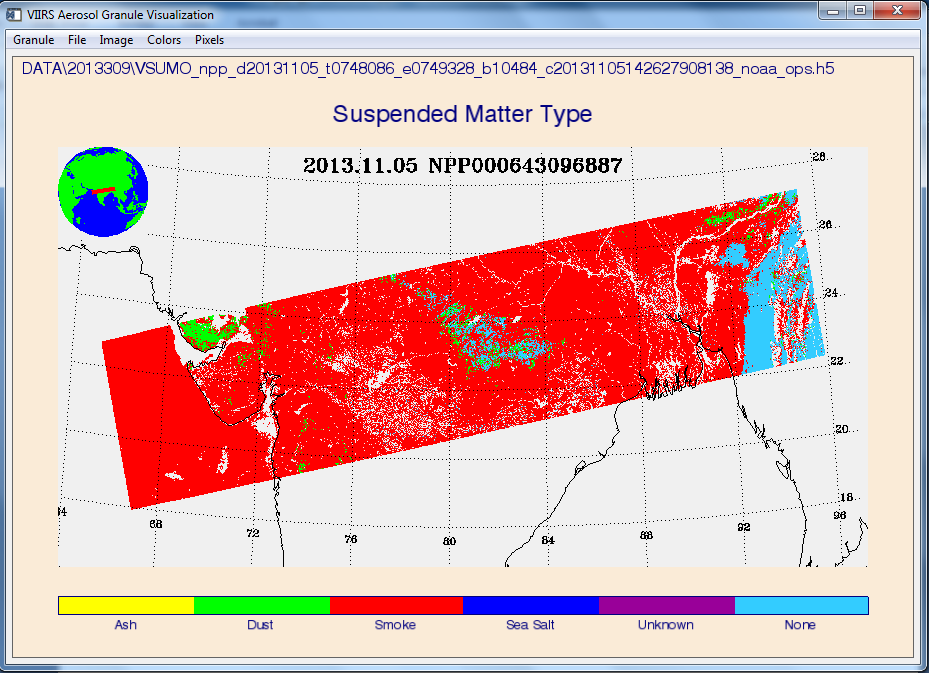 VIIRS Aerosol Granule Visualization
Granule File Image Colors Pixels
DATA\2013309\VSUMO_npp_d20131105_t0748086_e0749328_b10484_c20131105142627908138_noaa_ops.h5
Suspended Matter Type
2013.11.05 NPP000643096887
28
26
24
22
20
18
64 68 72 76 80 84 88 92 96
Ash Dust Smoke Sea Salt Unknown None